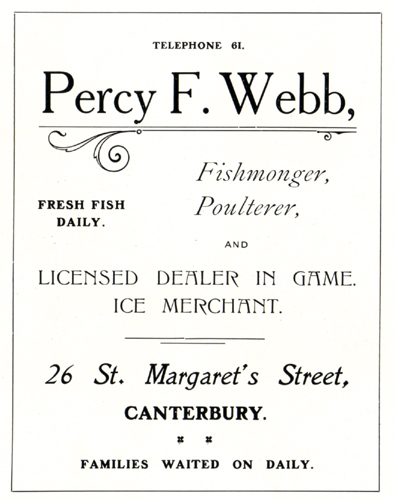 TELEPHONE 61.
Percy F. Webb,
Fishmonger,
FRESH FISH
DAILY.
Poulterer,
AND
LICENSED DEALER IN GAME.
ICE MERCHANT.
26 St. Margaret's Street,
CANTERBURY.
FAMILIES WAITED ON DAILY.